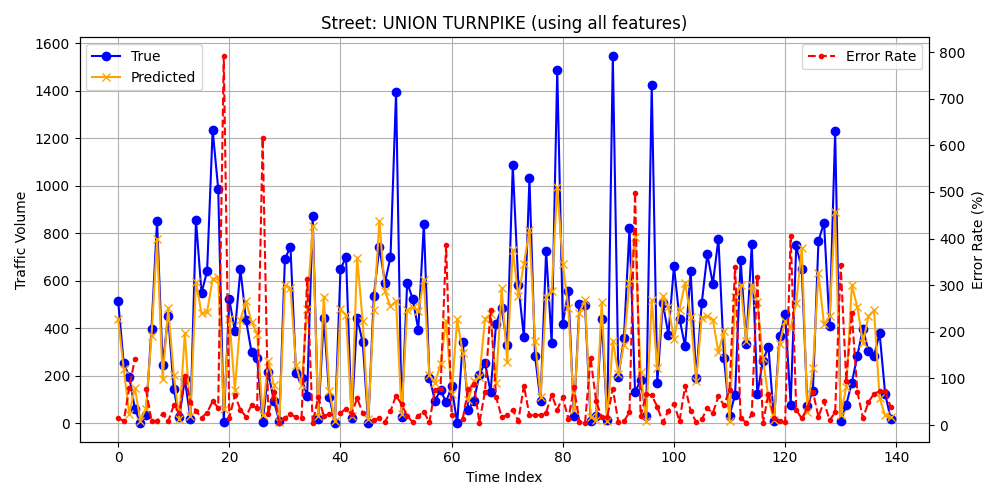 Street: UNION TURNPIKE (using all features)
True
Predicted
Error Rate
Traffic Volume
1600
1400
1200
1000
800
600
400
200
0
800
700
600
500
400
300
200
100
0
Error Rate (%)
0 20 40 60 80 100 120 140
Time Index